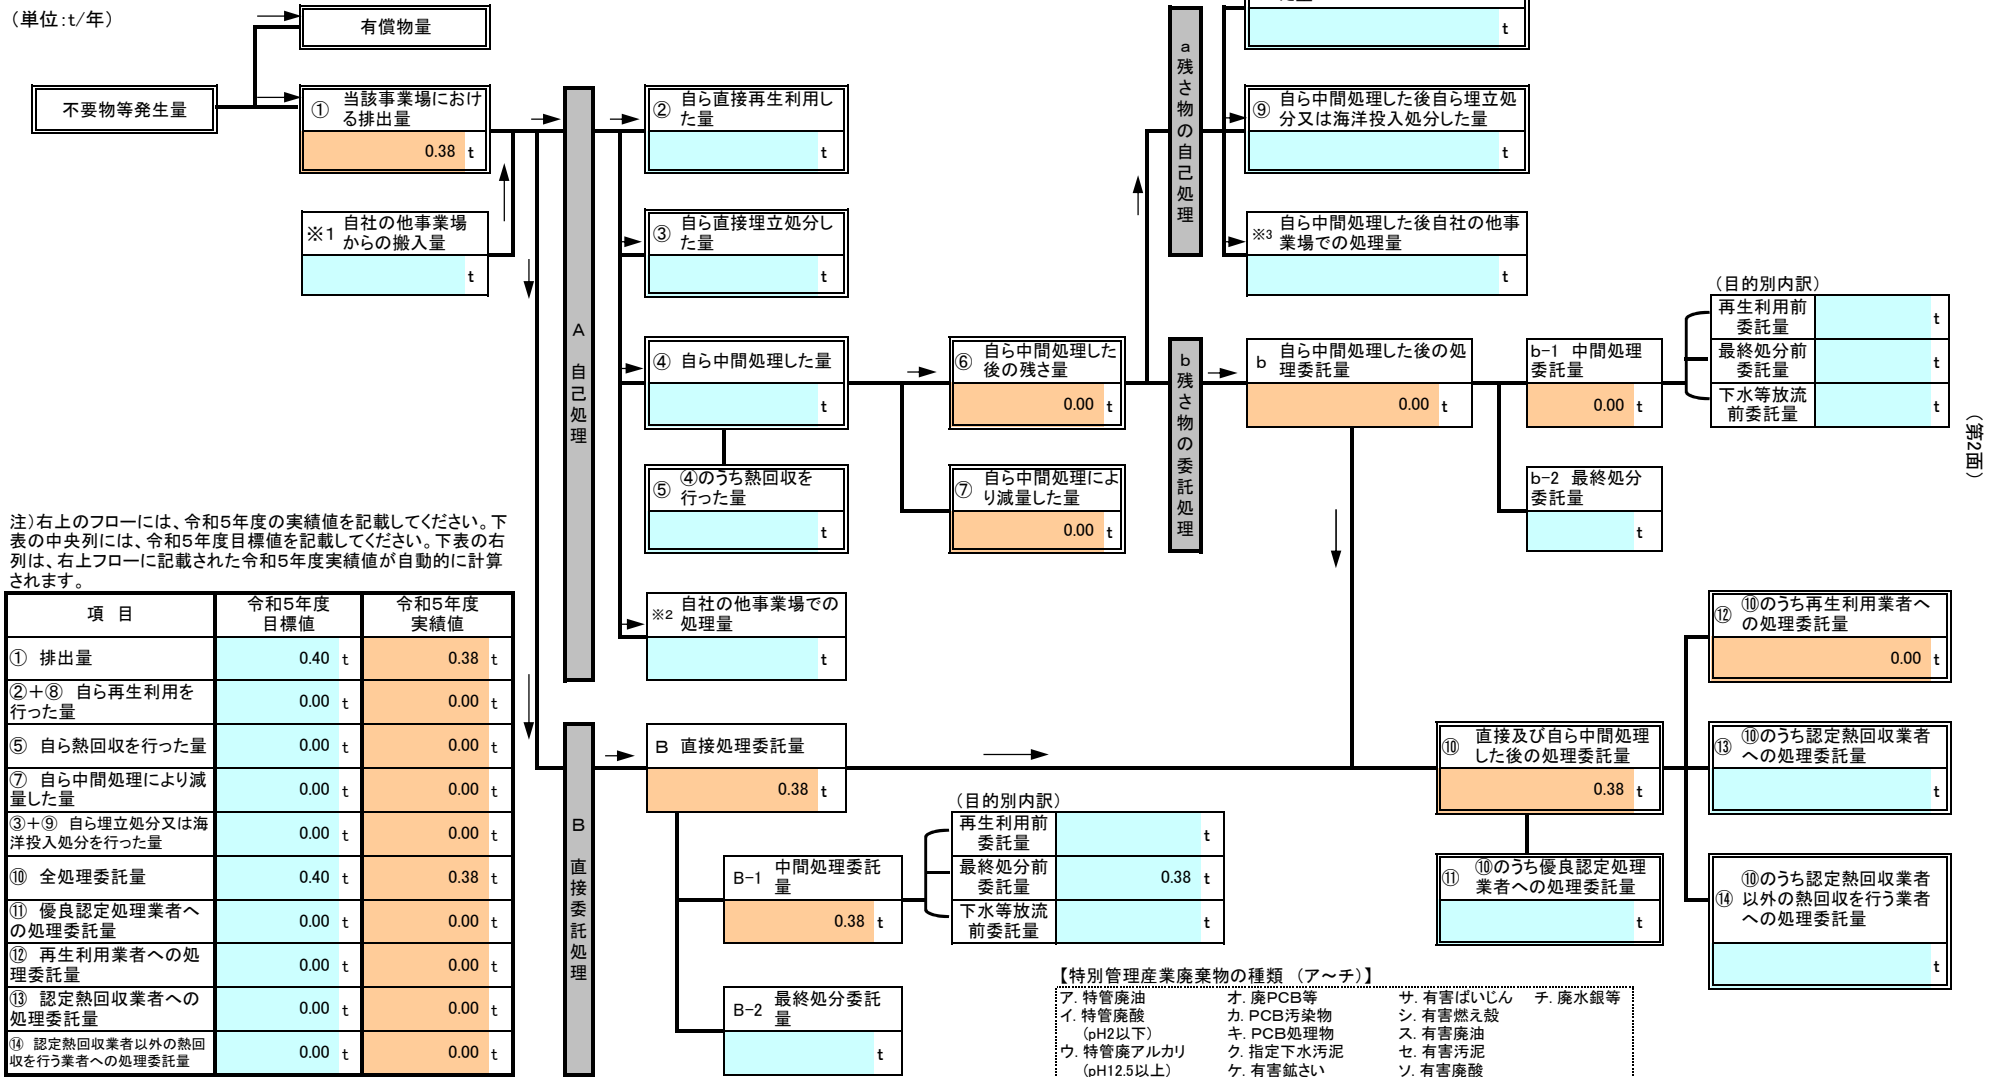 (単位:t/年)
有償物量
不要物等発生量
① 当該事業場におけ
る排出量
0.38 t
※1 自社の他事業場
からの搬入量
t
A 自己処理
② 自ら直接再生利用し
た量
t
③ 自ら直接埋立処分し
た量
t
④ 自ら中間処理した量
t
⑤ ④のうち熱回収を
行った量
t
※2 自社の他事業場での
処理量
t
⑥ 自ら中間処理した
後の残さ量
0.00 t
⑦ 自ら中間処理によ
り減量した量
0.00 t
a 残さ物の自己処理
t
⑨ 自ら中間処理した後自ら埋立処
分又は海洋投入処分した量
t
※3 自ら中間処理した後自社の他事
業場での処理量
t
b 残さ物の委託処理
b 自ら中間処理した後の処
理委託量
0.00 t
b-1 中間処理
委託量
0.00 t
b-2 最終処分
委託量
t
(目的別内訳)
再生利用前
委託量
t
最終処分前
委託量
t
下水等放流
前委託量
t
(第2面)
注)右上のフローには、令和5年度の実績値を記載してください。下
表の中央列には、令和5年度目標値を記載してください。下表の右
列は、右上フローに記載された令和5年度実績値が自動的に計算
されます。
項 目 令和5年度 令和5年度
目標値 実績値
① 排出量 0.40 t 0.38 t
②+⑧ 自ら再生利用を
行った量 0.00 t 0.00 t
⑤ 自ら熱回収を行った量 0.00 t 0.00 t
⑦ 自ら中間処理により減
量した量 0.00 t 0.00 t
③+⑨ 自ら埋立処分又は海
洋投入処分を行った量 0.00 t 0.00 t
⑩ 全処理委託量 0.40 t 0.38 t
⑪ 優良認定処理業者へ
の処理委託量 0.00 t 0.00 t
⑫ 再生利用業者への処
理委託量 0.00 t 0.00 t
⑬ 認定熱回収業者への
処理委託量 0.00 t 0.00 t
⑭ 認定熱回収業者以外の熱回
収を行う業者への処理委託量 0.00 t 0.00 t
B 直接委託処理
B 直接処理委託量
0.38 t
B-1 中間処理委託
量
0.38 t
B-2 最終処分委託
量
t
(目的別内訳)
再生利用前
委託量
t
最終処分前
委託量
0.38 t
下水等放流
前委託量
t
⑩ 直接及び自ら中間処理
した後の処理委託量
0.38 t
⑪ ⑩のうち優良認定処理
業者への処理委託量
t
⑫ ⑩のうち再生利用業者へ
の処理委託量
0.00 t
⑬ ⑩のうち認定熱回収業者
への処理委託量
t
⑭ ⑩のうち認定熱回収業者
以外の熱回収を行う業者
への処理委託量
t
【特別管理産業廃棄物の種類 (ア~チ)】
ア. 特管廃油 オ. 廃PCB等 サ. 有害ばいじん チ. 廃水銀等
イ. 特管廃酸 カ. PCB汚染物 シ. 有害燃え殻
(pH2以下) キ. PCB処理物 ス. 有害廃油
ウ. 特管廃アルカリ ク. 指定下水汚泥 セ. 有害汚泥
(pH12.5以上) ケ. 有害鉱さい ソ. 有害廃酸